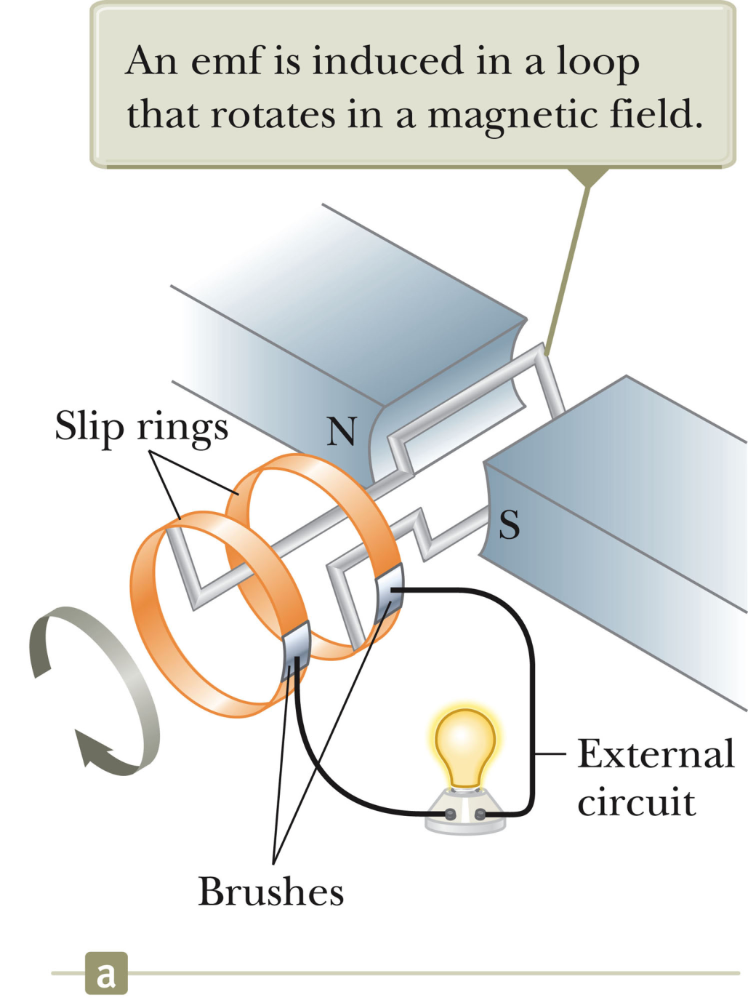 An emf is induced in a loop
that rotates in a magnetic field.
Slip rings
N
S
External
circuit
Brushes
a